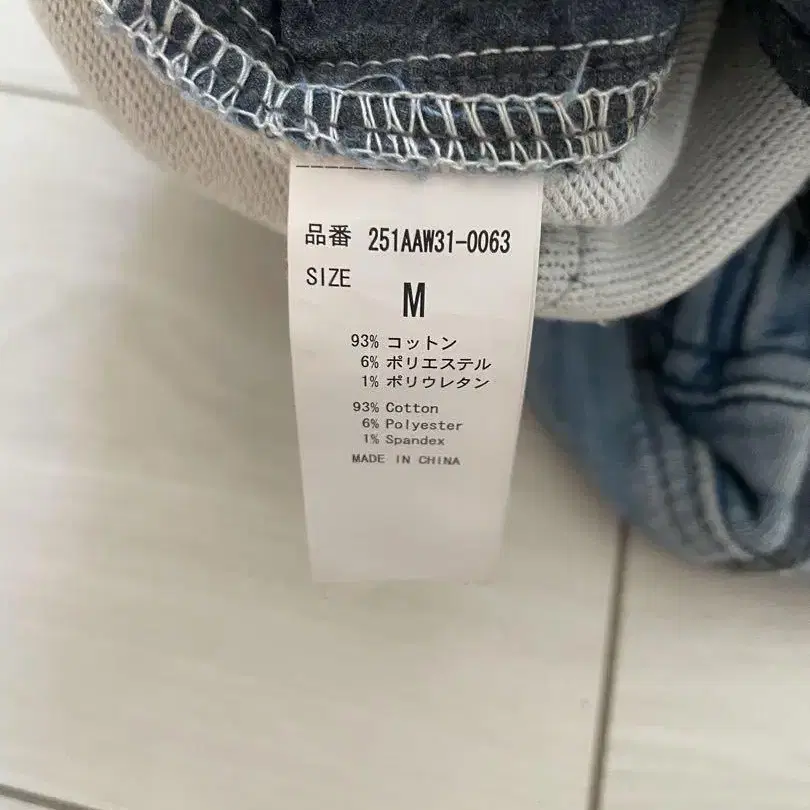 品番 251AAW31-0063
SIZE M
93% コットン
6% ポリエステル
1% ポリウレタン
93% Cotton
6% Polyester
1% Spandex
MADE IN CHINA